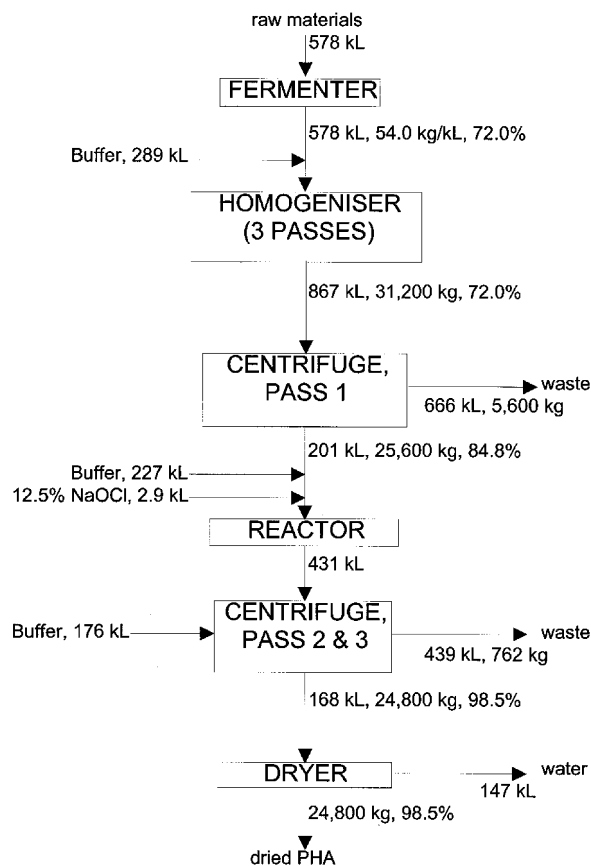 raw materials
578 kL
FERMENTER
578 kL, 54.0 kg/kL, 72.0%
Buffer, 289 kL
HOMOGENISER
(3 PASSES)
867 kL, 31,200 kg, 72.0%
CENTRIFUGE,
PASS 1
waste
666 kL, 5,600 kg
201 kL, 25,600 kg, 84.8%
Buffer, 227 kL
12.5% NaOCl, 2.9 kL
REACTOR
431 kL
CENTRIFUGE,
PASS 2 & 3
Buffer, 176 kL
waste
439 kL, 762 kg
168 kL, 24,800 kg, 98.5%
DRYER
water
147 kL
24,800 kg, 98.5%
dried PHA